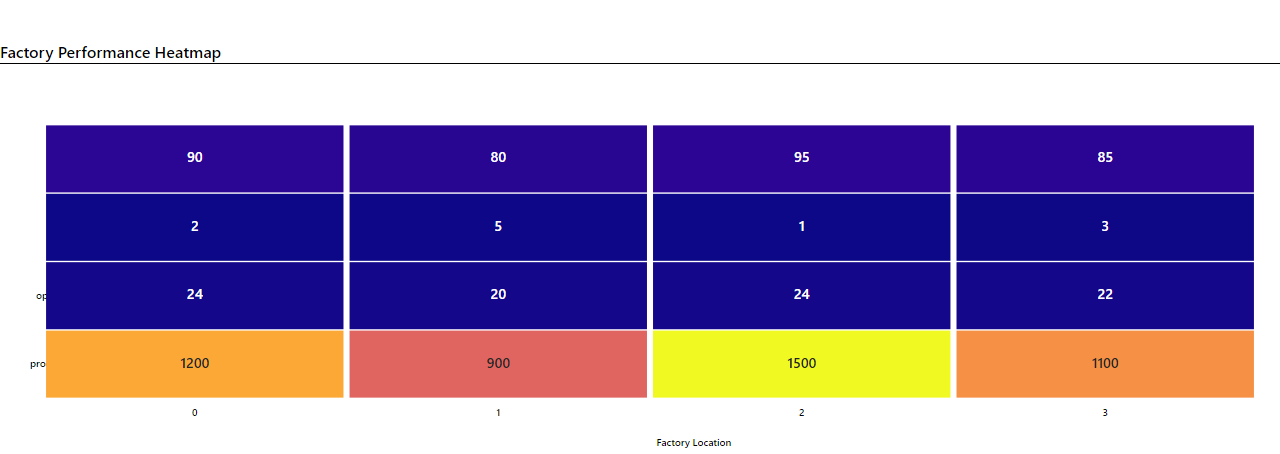 Factory Performance Heatmap
90 80 95 85
2 5 1 3
op 24 20 24 22
pro 1200 900 1500 1100
0 1 2 3
Factory Location